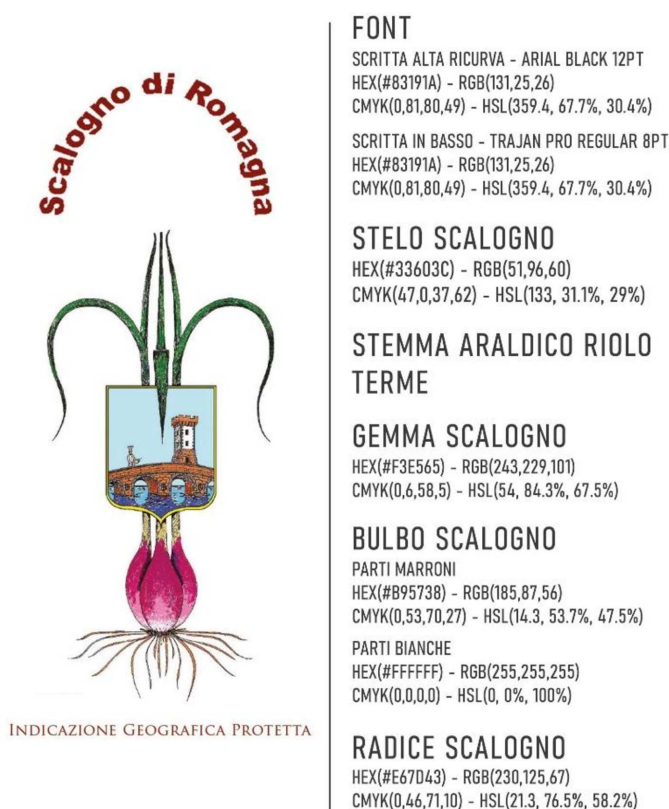 Scalogno di Romagna
INDICAZIONE GEOGRAFICA PROTETTA
FONT
SCRITTA ALTA RICURVA - ARIAL BLACK 12PT
HEX(#83191A) - RGB(131,25,26)
CMYK(0,81,80,49) - HSL(359.4, 67.7%, 30.4%)
SCRITTA IN BASSO - TRAJAN PRO REGULAR 8PT
HEX(#83191A) - RGB(131,25,26)
CMYK(0,81,80,49) - HSL(359.4, 67.7%, 30.4%)
STELO SCALOGNO
HEX(#33603C) - RGB(51,96,60)
CMYK(47,0,37,62) - HSL(133, 31.1%, 29%)
STEMMA ARALDICO RIOLO
TERME
GEMMA SCALOGNO
HEX(#F3E565) - RGB(243,229,101)
CMYK(0,6,58,5) - HSL(54, 84.3%, 67.5%)
BULBO SCALOGNO
PARTI MARRONI
HEX(#B95738) - RGB(185,87,56)
CMYK(0,53,70,27) - HSL(14.3, 53.7%, 47.5%)
PARTI BIANCHE
HEX(#FFFFFF) - RGB(255,255,255)
CMYK(0,0,0,0) - HSL(0, 0%, 100%)
RADICE SCALOGNO
HEX(#E67D43) - RGB(230,125,67)
CMYK(0,46,71,10) - HSL(21.3, 76.5%, 58.2%)